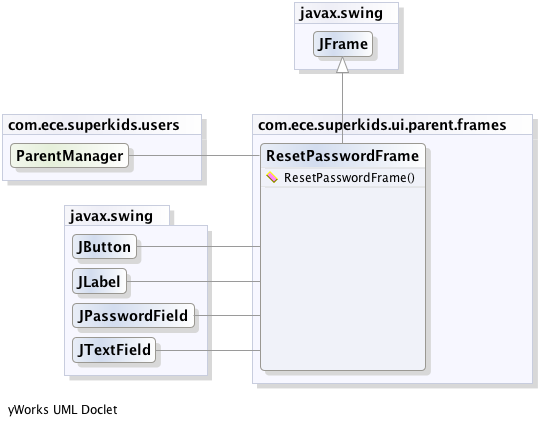 javax.swing
JFrame
com.ece.superkids.users
ParentManager
com.ece.superkids.ui.parent.frames
ResetPasswordFrame
ResetPasswordFrame()
javax.swing
JButton
JLabel
JPasswordField
JTextField
yWorks UML Doclet